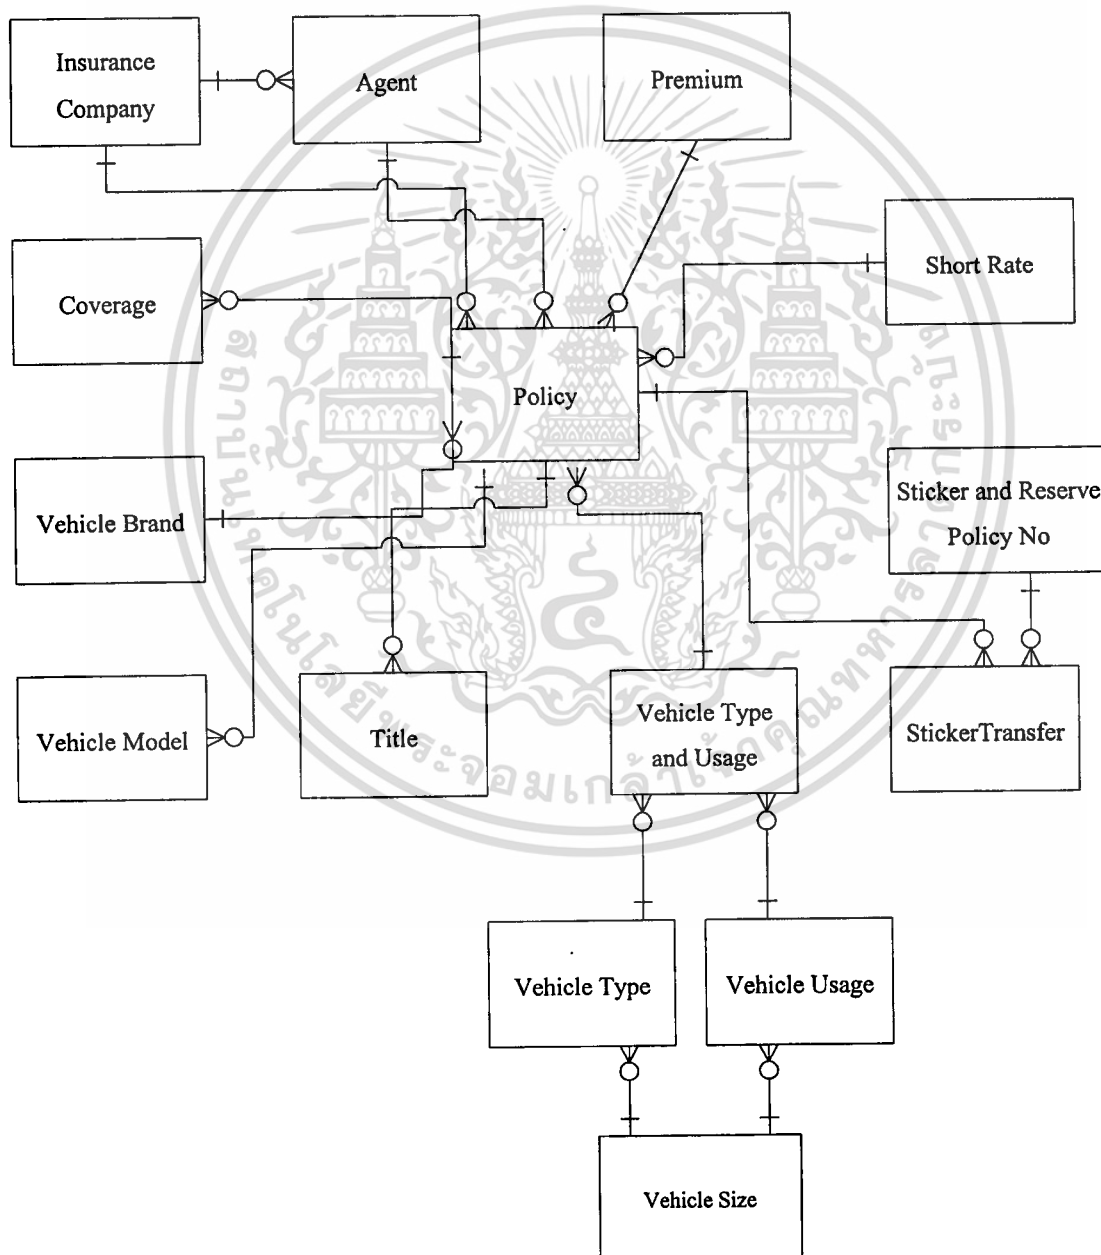 Insurance
Company
Agent
Premium
Coverage
Short Rate
Policy
Vehicle Brand
Sticker and Reserve
Policy No
Vehicle Model
Title
Vehicle Type
and Usage
StickerTransfer
Vehicle Type
Vehicle Usage
Vehicle Size